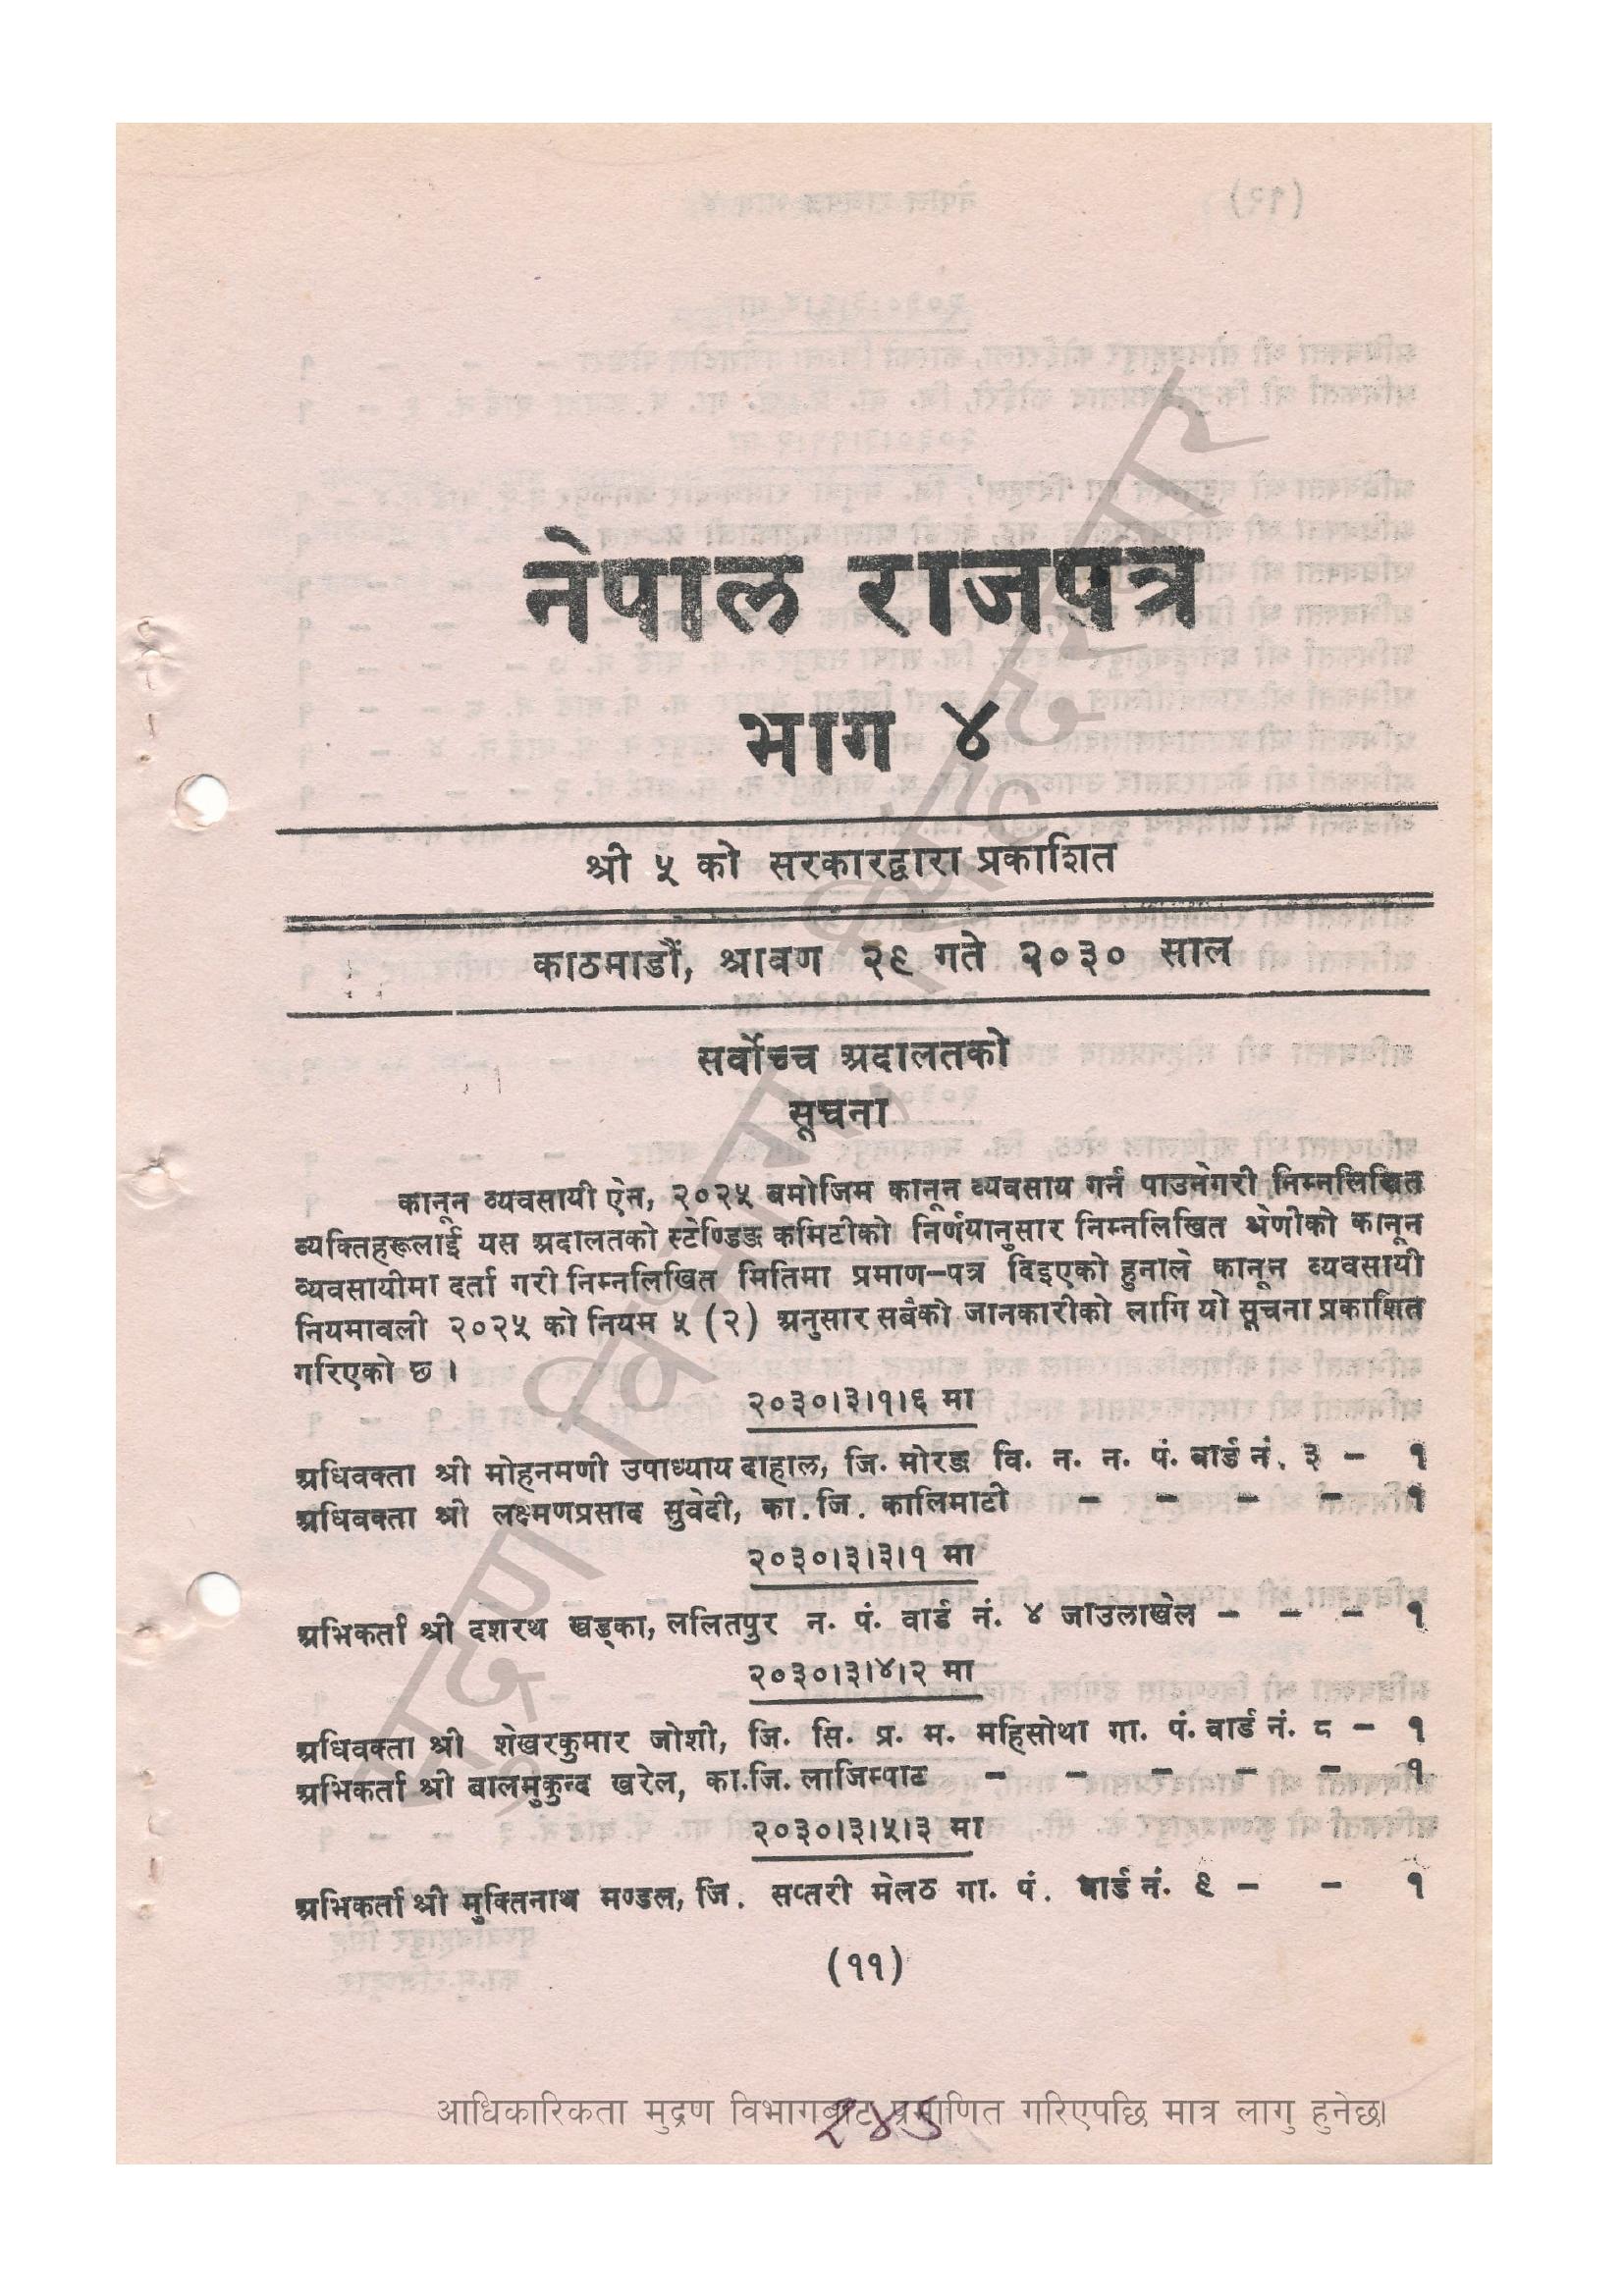 नेपाल राजपत्र
भाग ४
श्री ५ को सरकारद्वारा प्रकाशित
काठमाडौं, श्रावण २९ गते २०३० साल
सर्वोच्च अदालतको
सूचना
कानून व्यवसायी ऐन, २०२५ बमोजिम कानून व्यवसाय गर्न पाउनेगरी निम्नलिखित
व्यक्तिहरूलाई यस अदालतको स्टेण्डिङ कमिटीको निर्णयानुसार निम्नलिखित श्रेणीको कानून
व्यवसायीमा दर्ता गरी निम्नलिखित मितिमा प्रमाण–पत्र दिइएको हुनाले कानून व्यवसायी
नियमावली २०२५ को नियम ५ (२) अनुसार सबैको जानकारीको लागि यो सूचना प्रकाशित
गरिएको छ ।
२०३०।३।१।६ मा
अधिवक्ता श्री मोहनमणी उपाध्याय दाहाल, जि. मोरङ वि. न. न. पं. वार्ड नं. ३ – १
अधिवक्ता श्री लक्ष्मणप्रसाद सुवेदी, का. जि. कालिमाटी – – – – १
२०३०।३।३।१ मा
अभिकर्ता श्री दशरथ खड्का, ललितपुर न. पं. वार्ड नं. ४ जाउलाखेल – – – १
२०३०।३।४।२ मा
अधिवक्ता श्री शेखरकुमार जोशी, जि. सि. प्र. म. महिसोथा गा. पं. वार्ड नं. ८ – १
अभिकर्ता श्री बालमुकुन्द खरेल, का.जि. लाजिम्पाट – – – – – १
२०३०।३।५।३ मा
अभिकर्ता श्री मुक्तिनाथ मण्डल, जि. सप्तरी मेलठ गा. पं. वार्ड नं. ९ – – १
(११)
आधिकारिकता मुद्रण विभागबाट प्रमाणित गरिएपछि मात्र लागु हुनेछ।